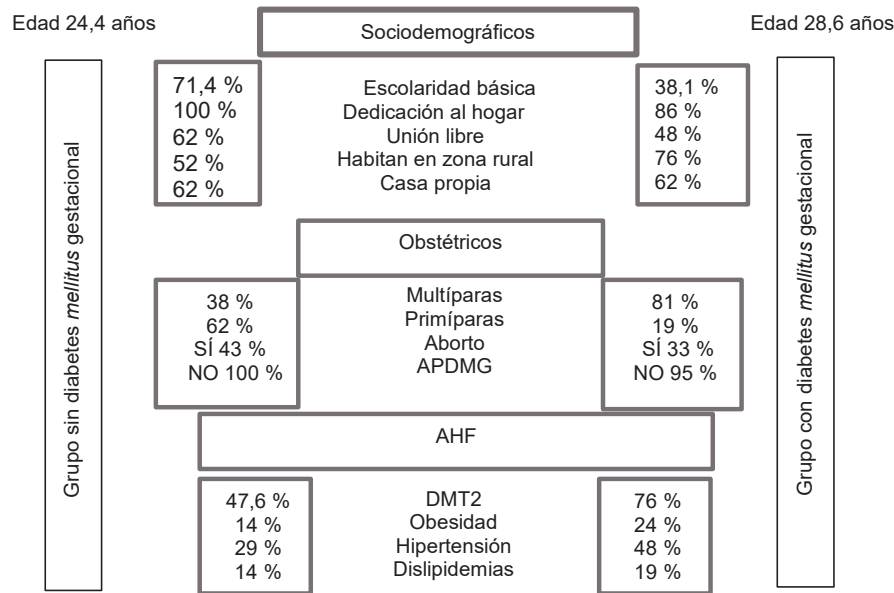 Edad 24,4 años
Sociodemográficos
Edad 28,6 años
Grupo sin diabetes mellitus gestacional
71,4 %
100 %
62 %
52 %
62 %
Escolaridad básica
Dedicación al hogar
Unión libre
Habitan en zona rural
Casa propia
38,1 %
86 %
48 %
76 %
62 %
Grupo con diabetes mellitus gestacional
Obstétricos
38 %
62 %
SÍ 43 %
NO 100 %
Multíparas
Primíparas
Aborto
APDMG
81 %
19 %
SÍ 33 %
NO 95 %
AHF
47,6 %
14 %
29 %
14 %
DMT2
Obesidad
Hipertensión
Dislipidemias
76 %
24 %
48 %
19 %